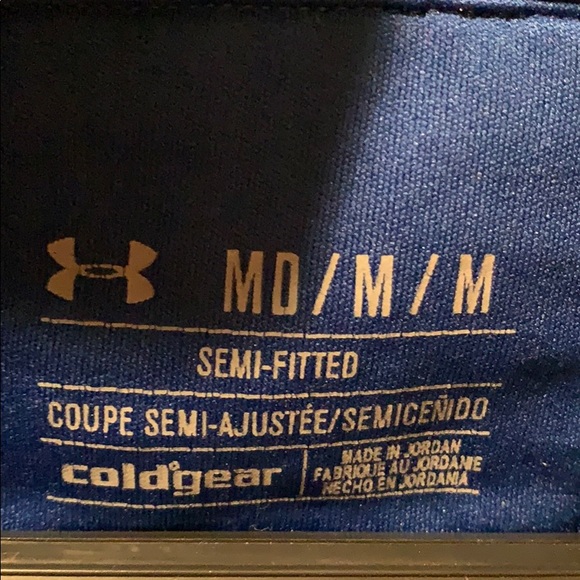 MD/M/M
SEMI-FITTED
COUPE SEMI-AJUSTÉE/SEMICEÑIDO
coldgear
MADE IN JORDAN
FABRIQUÉ AU JORDANIE
HECHO EN JORDANIA